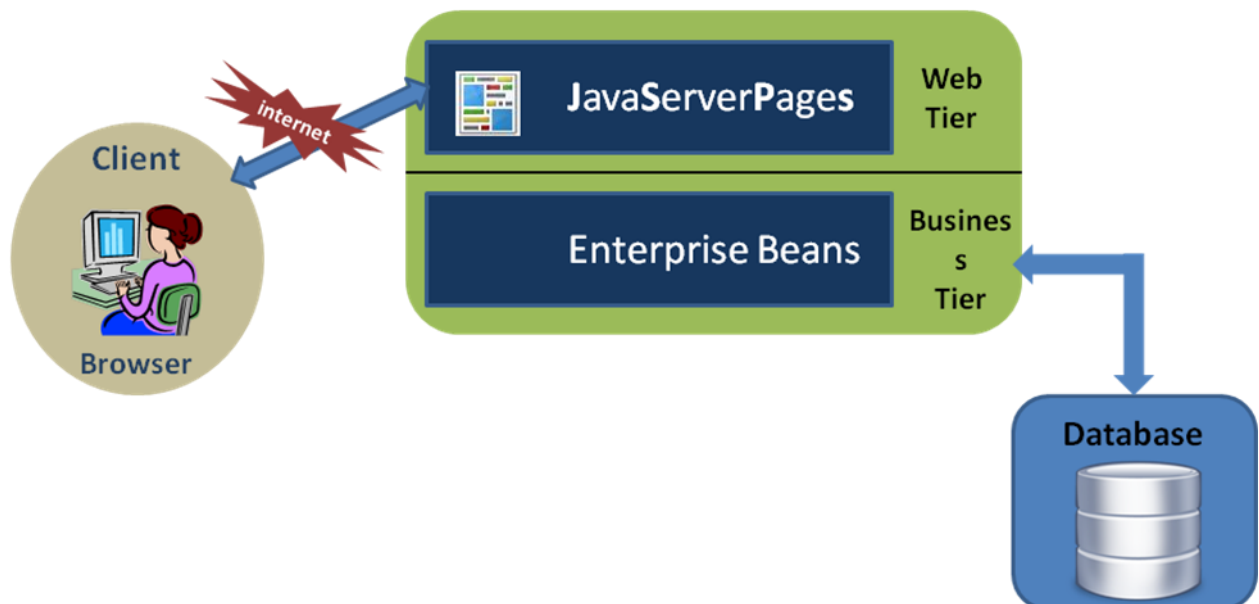 internet
Client
Browser
JavaServerPages
Web
Tier
Enterprise Beans
Busines
s
Tier
Database